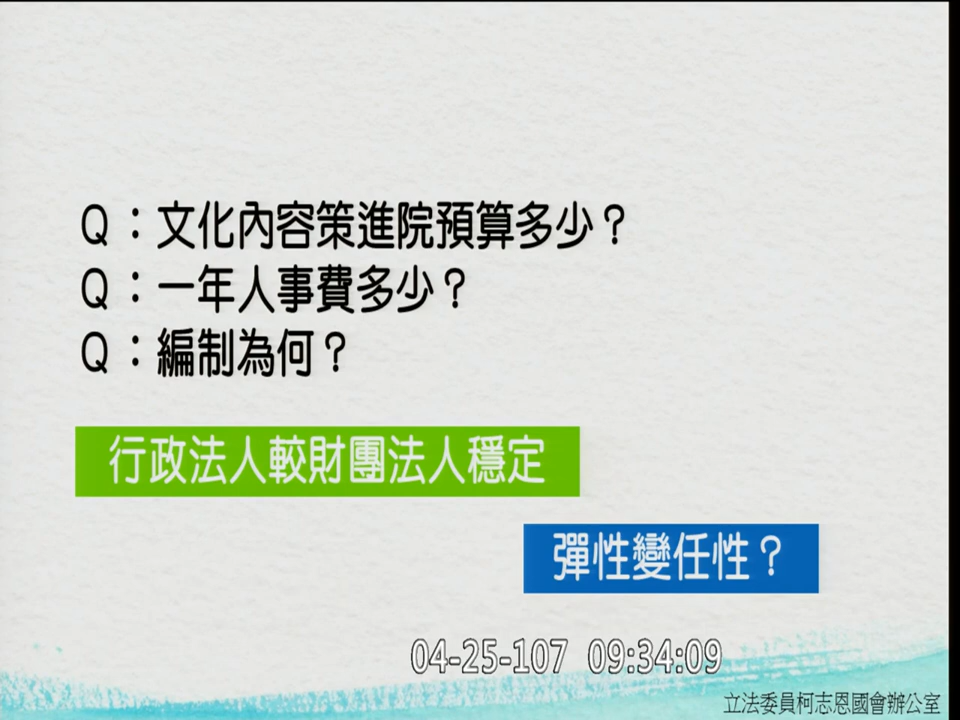 Q：文化內容策進院預算多少？
Q：一年人事費多少？
Q：編制為何？
行政法人較財團法人穩定
彈性變任性？
04-25-107 09:34:09
立法委員柯志恩國會辦公室